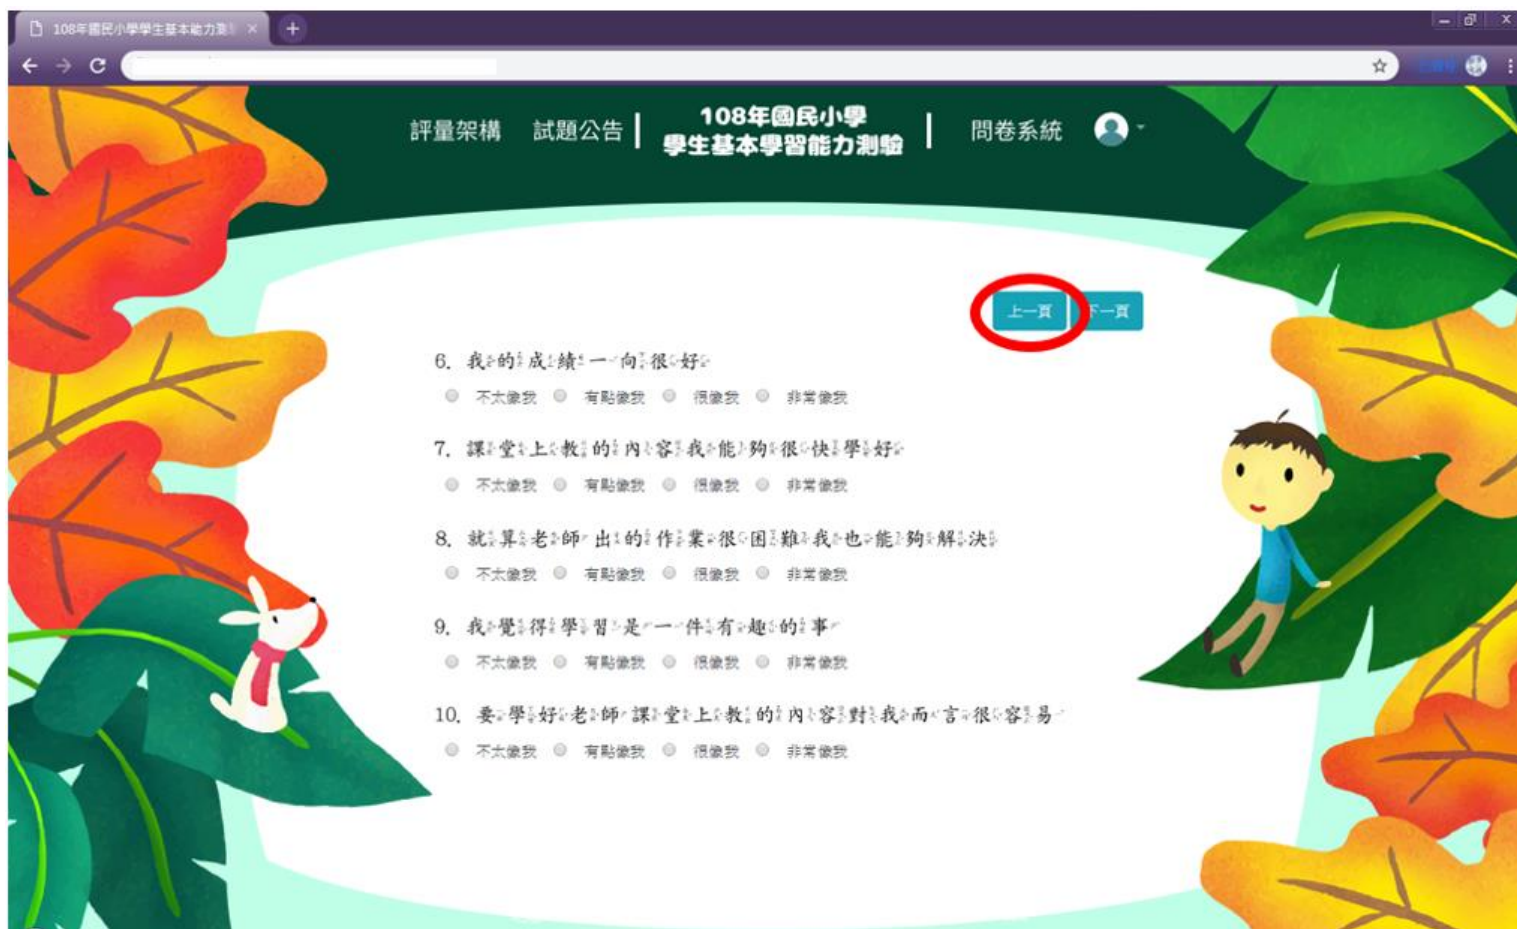 108年國民小學學生基本能力測
評量架構 試題公告 108年國民小學 學生基本學習能力測驗 問卷系統
上一頁 下一頁
6. 我的成績一向很好
不太像我 有點像我 很像我 非常像我
7. 課堂上教的內容我能夠很快學好
不太像我 有點像我 很像我 非常像我
8. 就算老師出的作業很困難我也能夠解決
不太像我 有點像我 很像我 非常像我
9. 我覺得學習是一件有趣的事
不太像我 有點像我 很像我 非常像我
10. 要學好老師課堂上教的內容對我而言很容易
不太像我 有點像我 很像我 非常像我